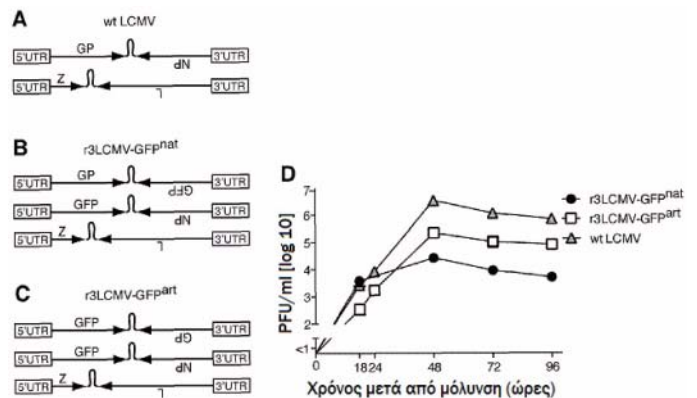 A
wt LCMV
5'UTR GP NP 3'UTR
5'UTR Z L 3'UTR
B
r3LCMV-GFPnat
5'UTR GP GFP 3'UTR
5'UTR GFP NP 3'UTR
5'UTR Z L 3'UTR
C
r3LCMV-GFPart
5'UTR GFP GP 3'UTR
5'UTR GFP NP 3'UTR
5'UTR Z L 3'UTR
D
PFU/ml [log 10]
7
6
5
4
3
2
<1
0 18 24 48 72 96
Χρόνος μετά από μόλυνση (ώρες)
r3LCMV-GFPnat
r3LCMV-GFPart
wt LCMV